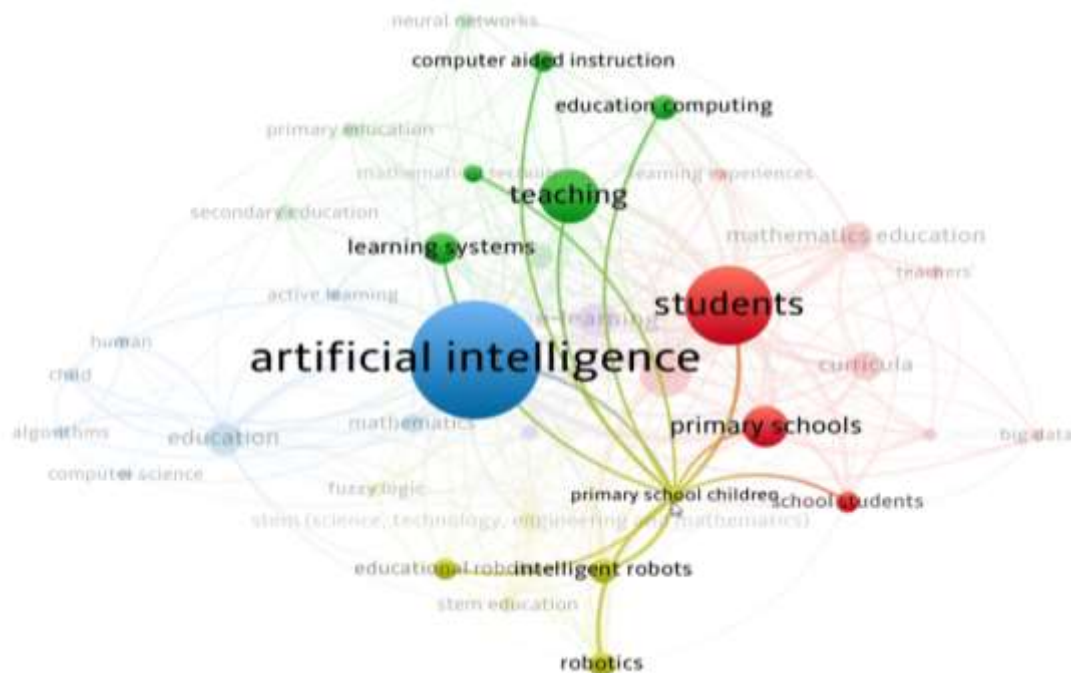 neural networks
computer aided instruction
education computing
primary education
mathematical
learning experiences
teaching
secondary education
mathematics education
learning systems
teachers'
active learning
students
e-learning
human
artificial intelligence
child
curricula
mathematics
primary schools
algorithms
education
big data
computer science
fuzzy logic
primary school children
school students
stem (science, technology, engineering and mathematics)
educational robots
intelligent robots
stem education
robotics